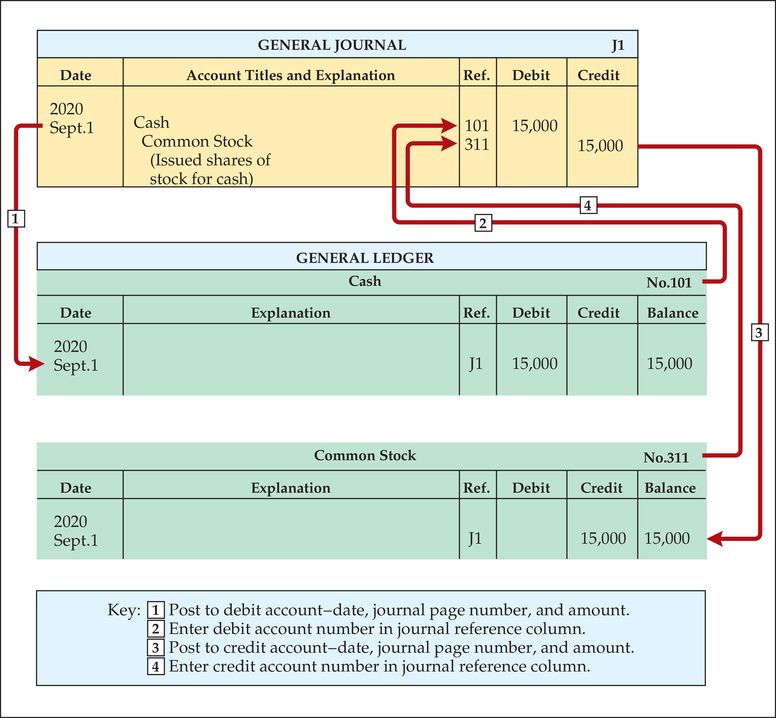 GENERAL JOURNAL J1
Date Account Titles and Explanation Ref. Debit Credit
2020
Sept.1 Cash 101 15,000
Common Stock 311 15,000
(Issued shares of
stock for cash)
1
4
2
GENERAL LEDGER
Cash No.101
Date Explanation Ref. Debit Credit Balance
3
2020
Sept.1 J1 15,000 15,000
Common Stock No.311
Date Explanation Ref. Debit Credit Balance
2020
Sept.1 J1 15,000 15,000
Key: 1 Post to debit account–date, journal page number, and amount.
2 Enter debit account number in journal reference column.
3 Post to credit account–date, journal page number, and amount.
4 Enter credit account number in journal reference column.